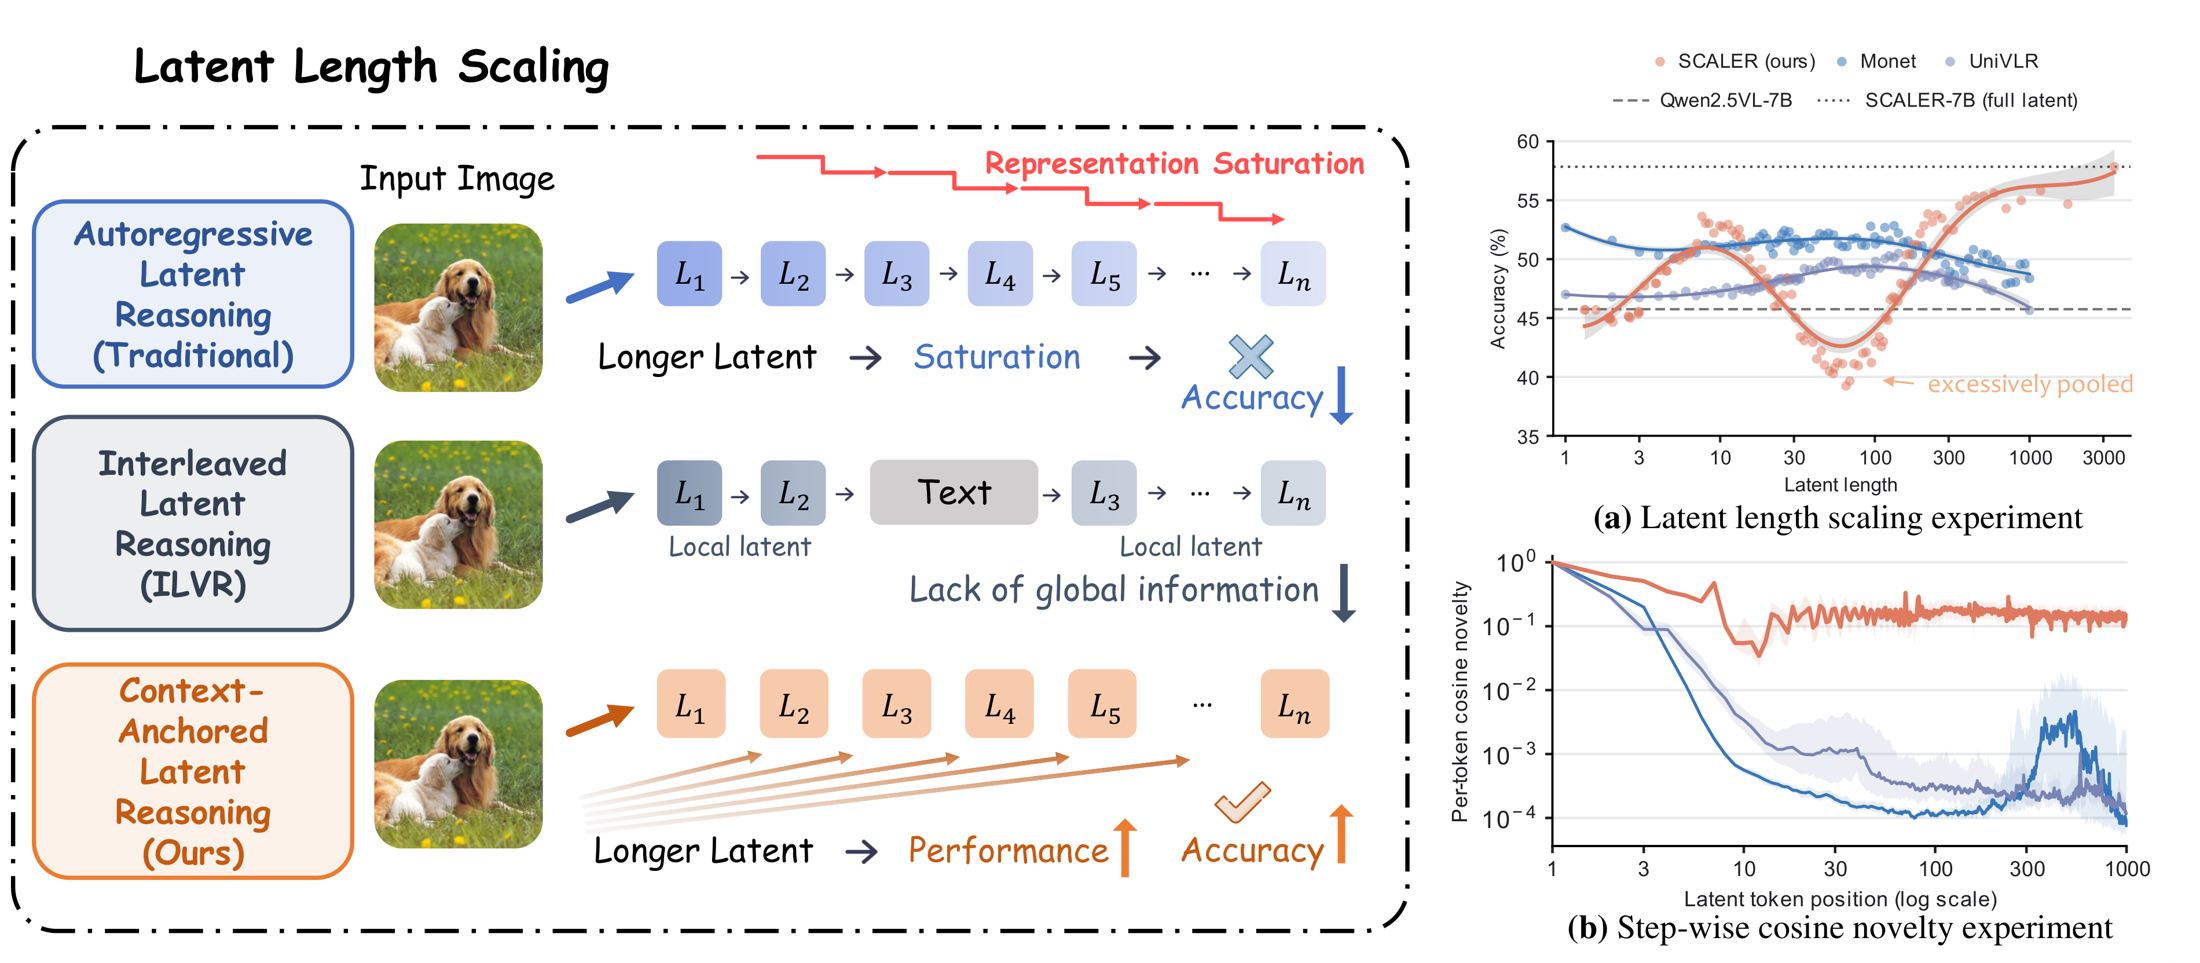 Latent Length Scaling
Input Image
Representation Saturation
Autoregressive
Latent
Reasoning
(Traditional)
L1 L2 L3 L4 L5 ... Ln
Longer Latent Saturation
Accuracy
Interleaved
Latent
Reasoning
(ILVR)
L1 L2 Text L3 ... Ln
Local latent Local latent
Lack of global information
Context-
Anchored
Latent
Reasoning
(Ours)
L1 L2 L3 L4 L5 ... Ln
Longer Latent Performance Accuracy
SCALER (ours) Monet UniVLR
Qwen2.5VL-7B SCALER-7B (full latent)
Accuracy (%)
60
55
50
45
40
35
excessively pooled
1 3 10 30 100 300 1000 3000
Latent length
(a) Latent length scaling experiment
Per-token cosine novelty
10^0
10^-1
10^-2
10^-3
10^-4
1 3 10 30 100 300 1000
Latent token position (log scale)
(b) Step-wise cosine novelty experiment